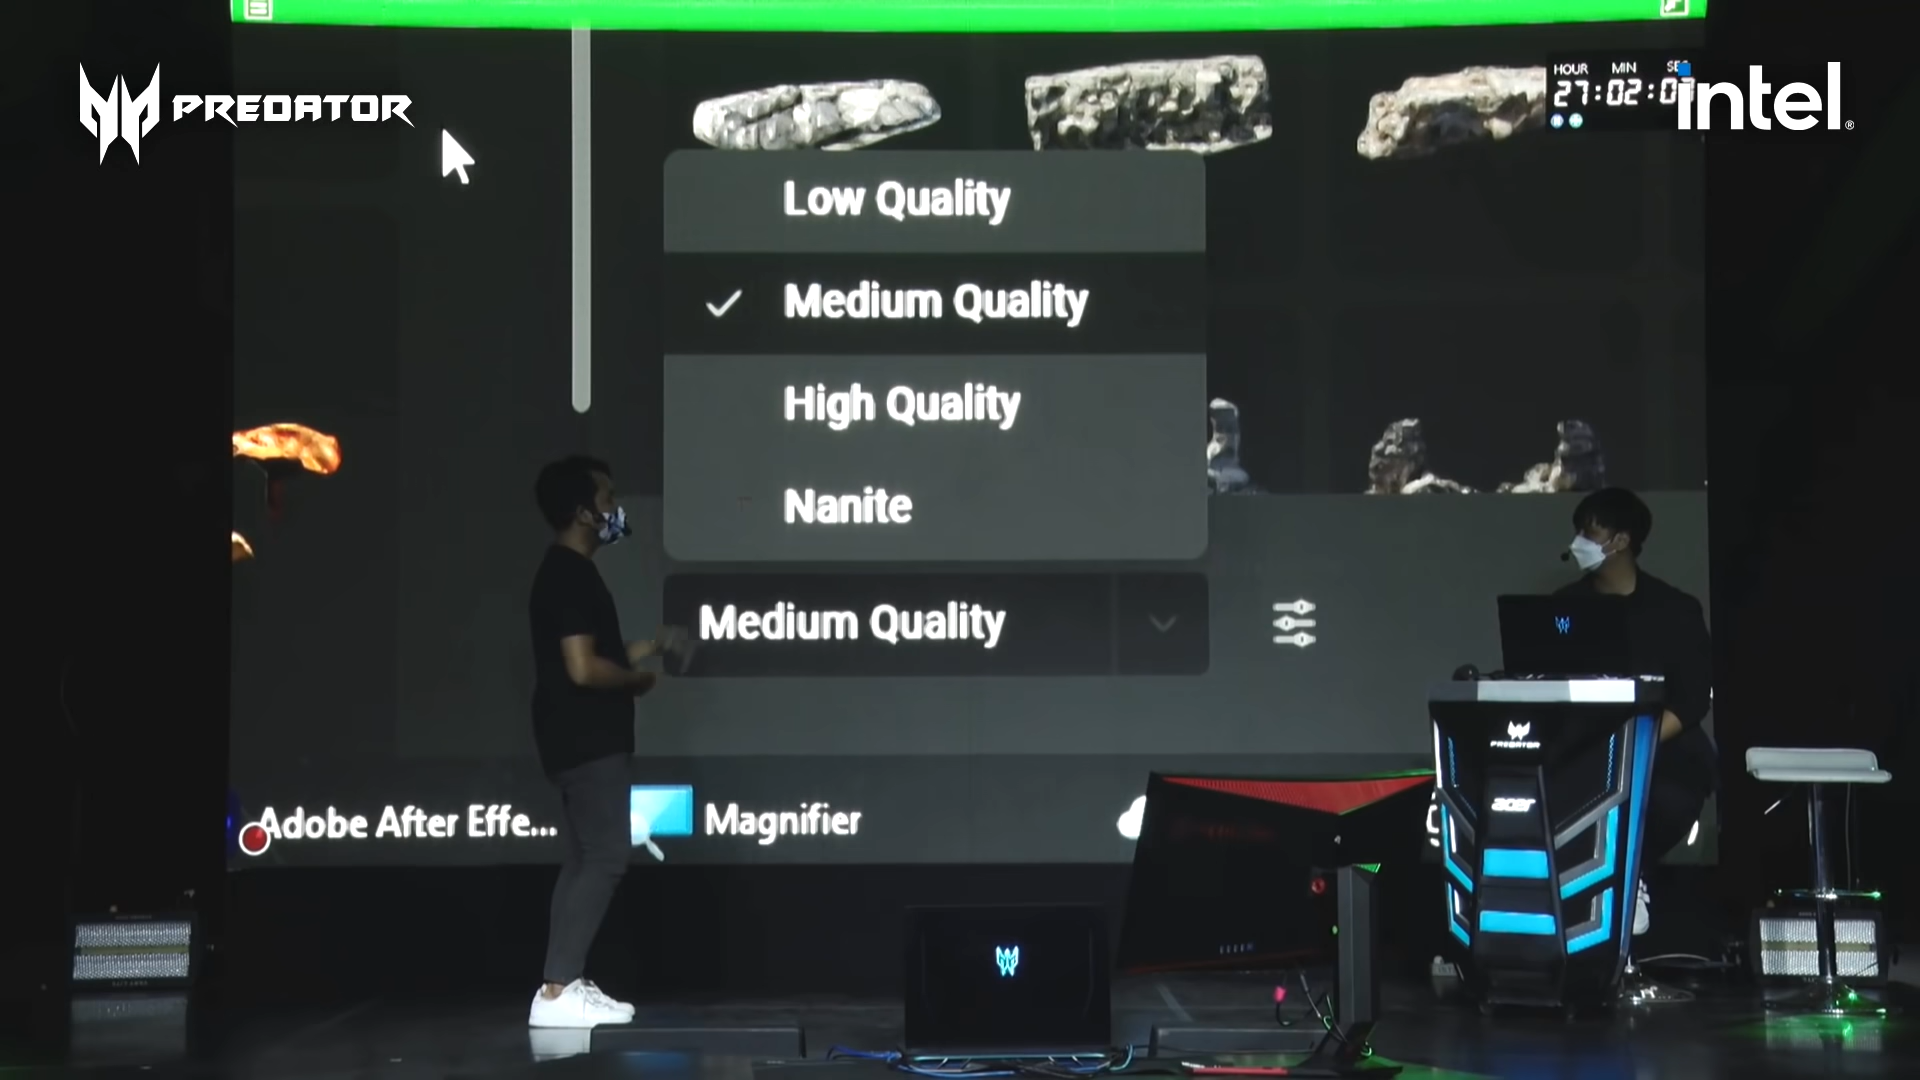 PREDATOR
HOUR MIN
27:02:0
intel
Low Quality
Medium Quality
High Quality
Nanite
Medium Quality
Adobe After Effe...
Magnifier
PREDATOR
acer